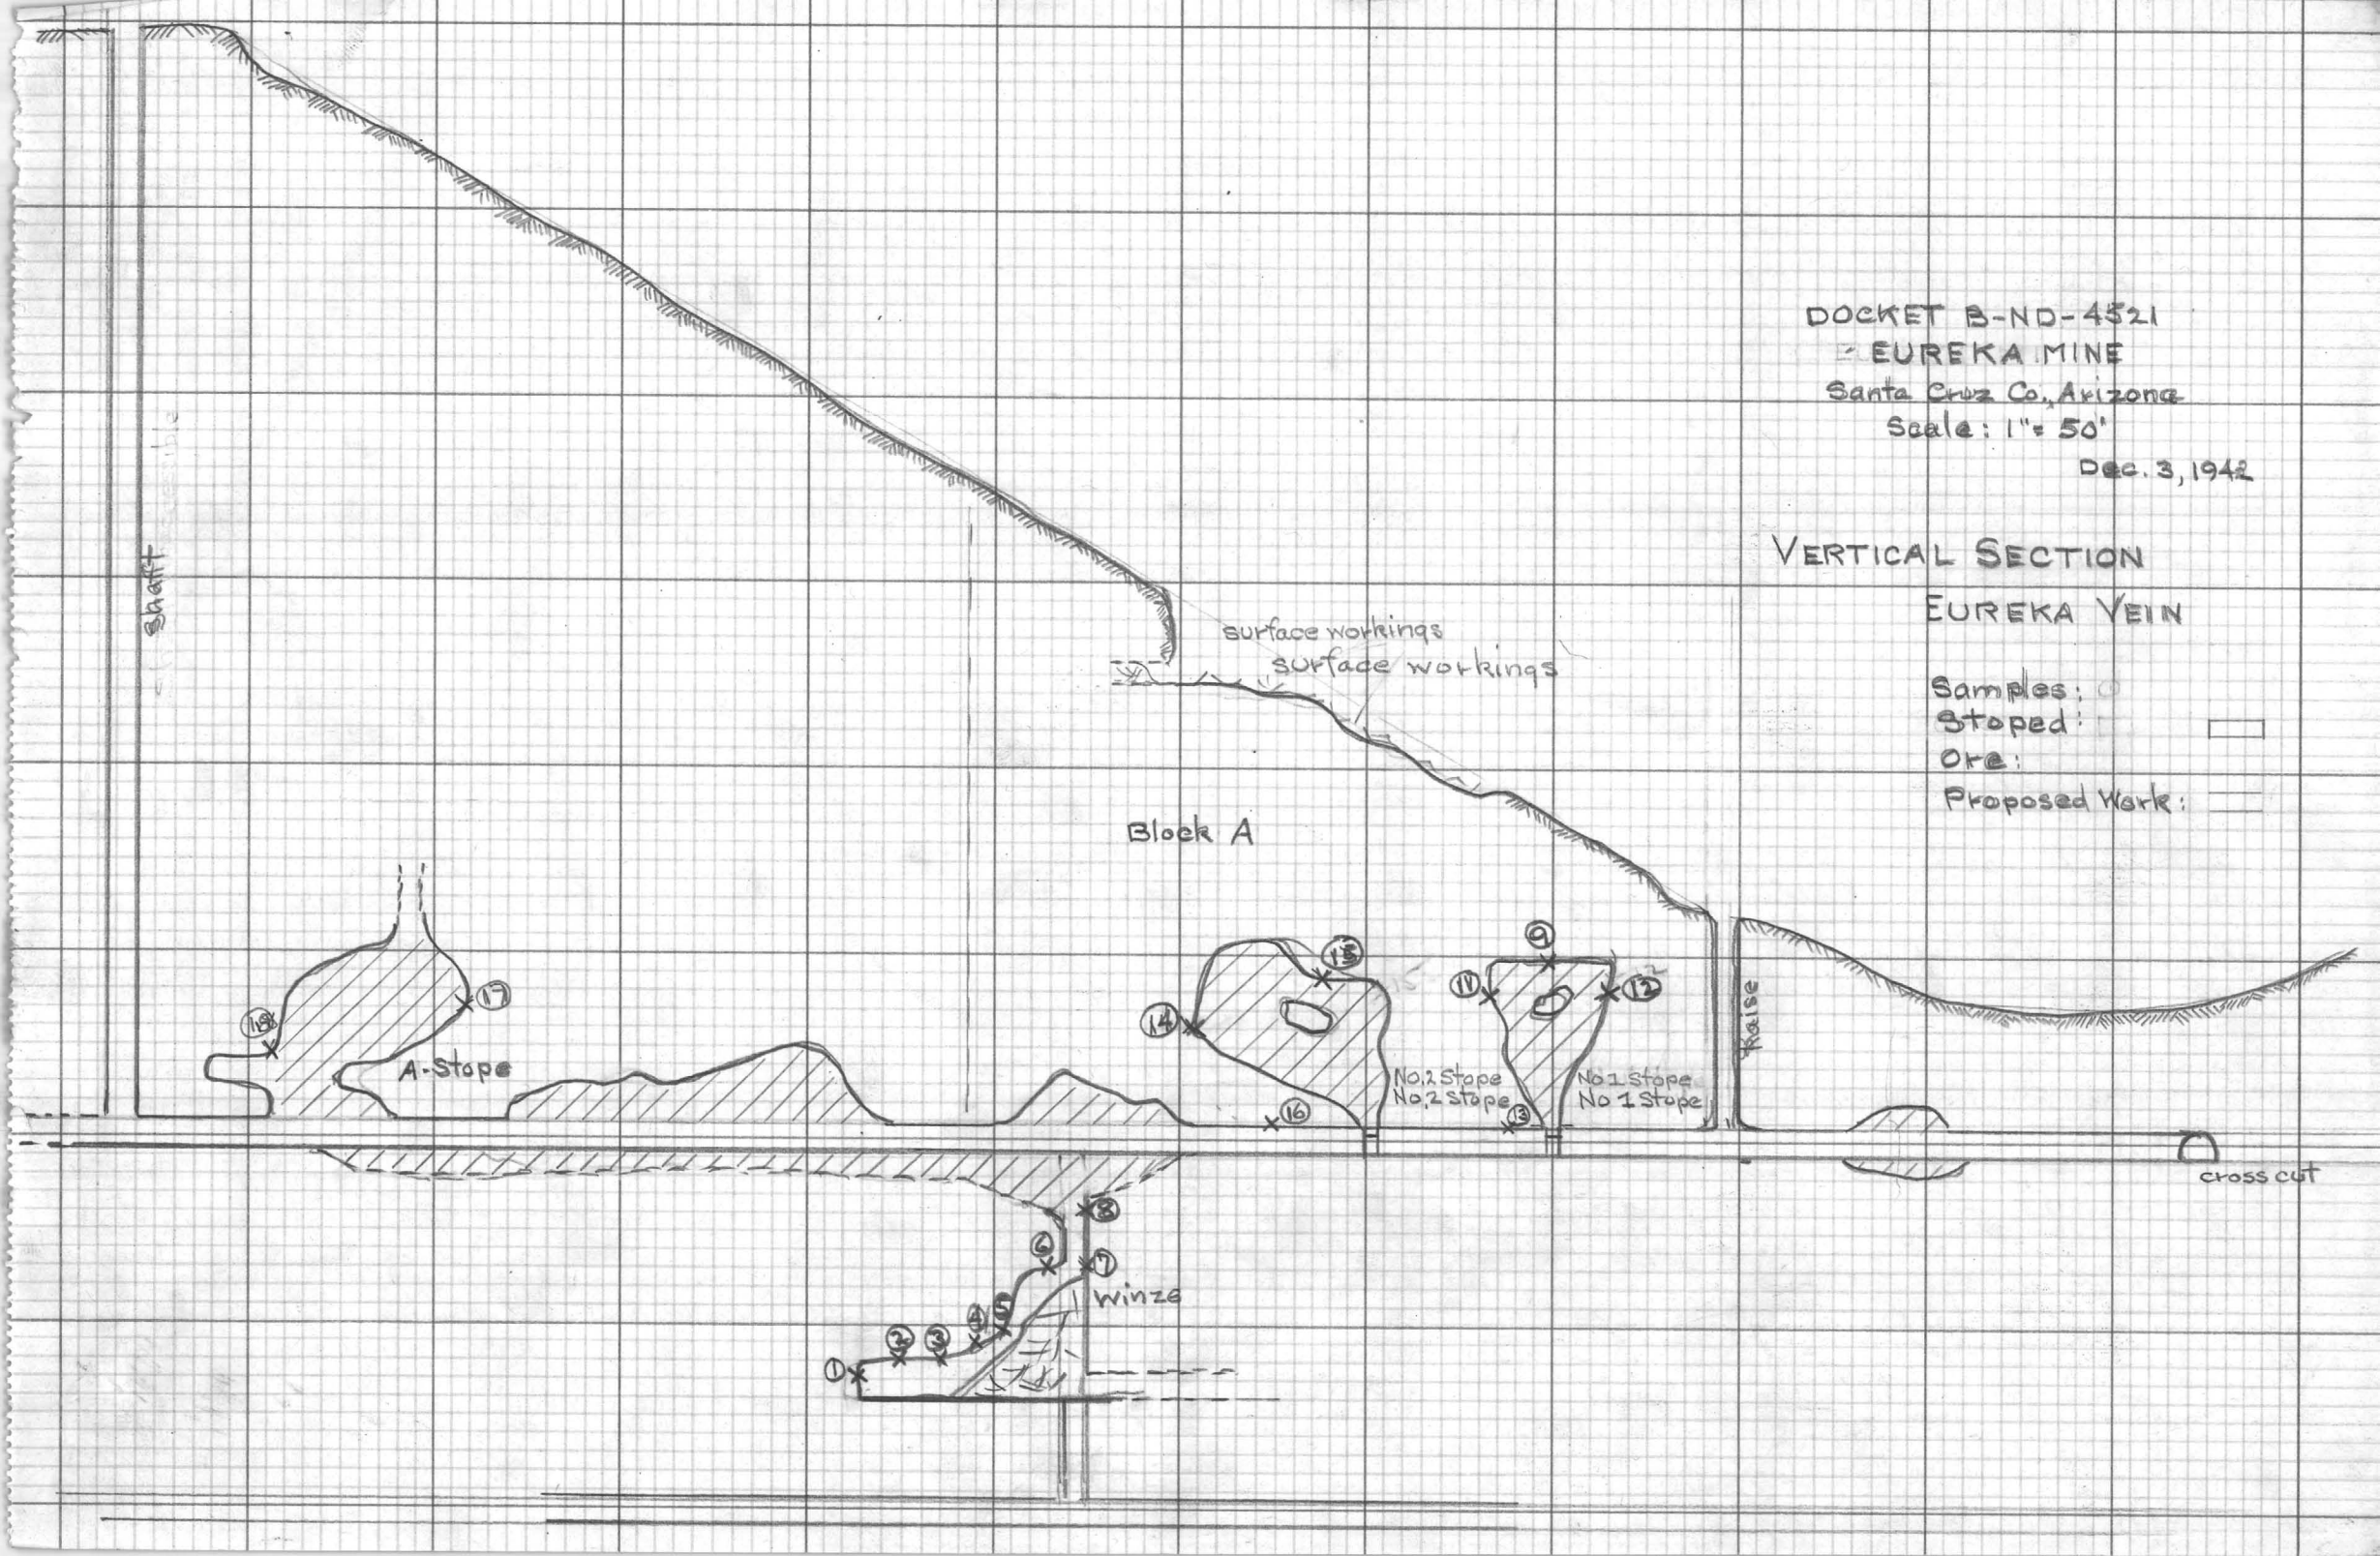 DOCKET B-ND-4521
EUREKA MINE
Santa Cruz Co., Arizona
Scale: 1" = 50'
Dec. 3, 1942
VERTICAL SECTION
EUREKA VEIN
Samples:
Stoped:
Ore:
Proposed Work:
Shaft
surface workings
surface workings
Block A
9
15
17
11
12
14
18
Raise
A-Stope
No. 2 Stope
No. 2 Stope
No 1 Stope
No 1 Stope
16
13
cross cut
8
6
7
Winze
5
4
2
3
1